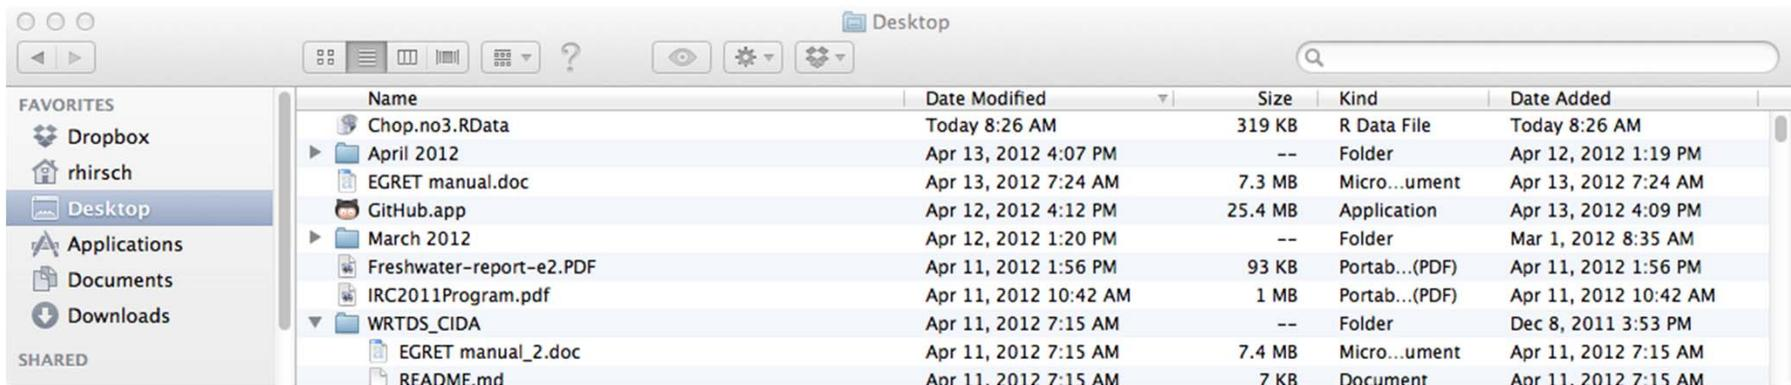 Desktop
FAVORITES
Dropbox
rhirsch
Desktop
Applications
Documents
Downloads
SHARED
Name Date Modified Size Kind Date Added
Chop.no3.RData Today 8:26 AM 319 KB R Data File Today 8:26 AM
April 2012 Apr 13, 2012 4:07 PM -- Folder Apr 12, 2012 1:19 PM
EGRET manual.doc Apr 13, 2012 7:24 AM 7.3 MB Micro...ument Apr 13, 2012 7:24 AM
GitHub.app Apr 12, 2012 4:12 PM 25.4 MB Application Apr 13, 2012 4:09 PM
March 2012 Apr 12, 2012 1:20 PM -- Folder Mar 1, 2012 8:35 AM
Freshwater-report-e2.PDF Apr 11, 2012 1:56 PM 93 KB Portab...(PDF) Apr 11, 2012 1:56 PM
IRC2011Program.pdf Apr 11, 2012 10:42 AM 1 MB Portab...(PDF) Apr 11, 2012 10:42 AM
WRTDS_CIDA Apr 11, 2012 7:15 AM -- Folder Dec 8, 2011 3:53 PM
EGRET manual_2.doc Apr 11, 2012 7:15 AM 7.4 MB Micro...ument Apr 11, 2012 7:15 AM
README.md Apr 11, 2012 7:15 AM 7 KB Document Apr 11, 2012 7:15 AM